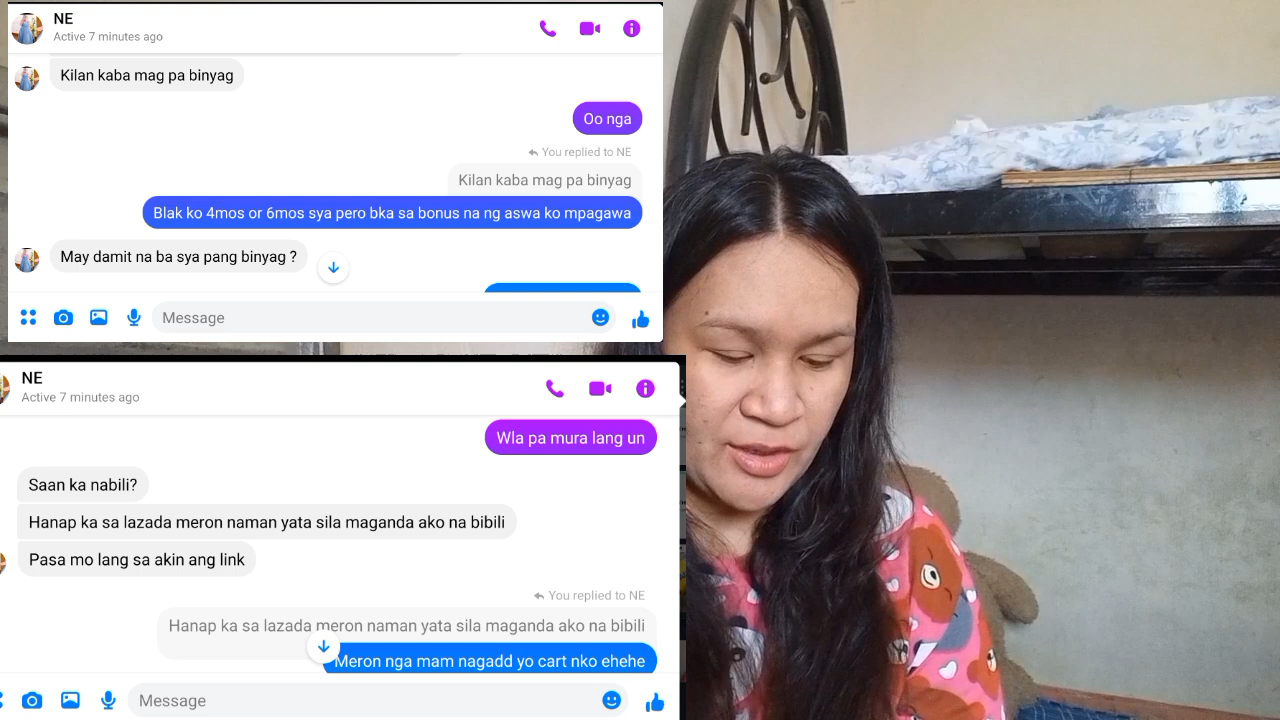 NE
Active 7 minutes ago
Kilan kaba mag pa binyag
Oo nga
You replied to NE
Kilan kaba mag pa binyag
Blak ko 4mos or 6mos sya pero bka sa bonus na ng aswa ko mpagawa
May damit na ba sya pang binyag ?
Message
NE
Active 7 minutes ago
Wla pa mura lang un
Saan ka nabili?
Hanap ka sa lazada meron naman yata sila maganda ako na bibili
Pasa mo lang sa akin ang link
You replied to NE
Hanap ka sa lazada meron naman yata sila maganda ako na bibili
Meron nga mam nagadd yo cart nko ehehe
Message